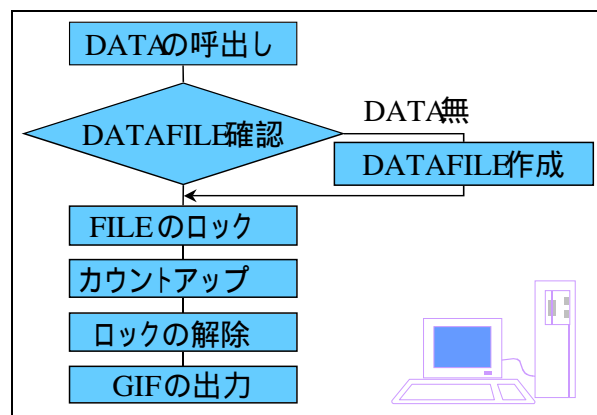 DATAの呼出し
DATAFILE確認
DATA無
DATAFILE作成
FILEのロック
カウントアップ
ロックの解除
GIFの出力